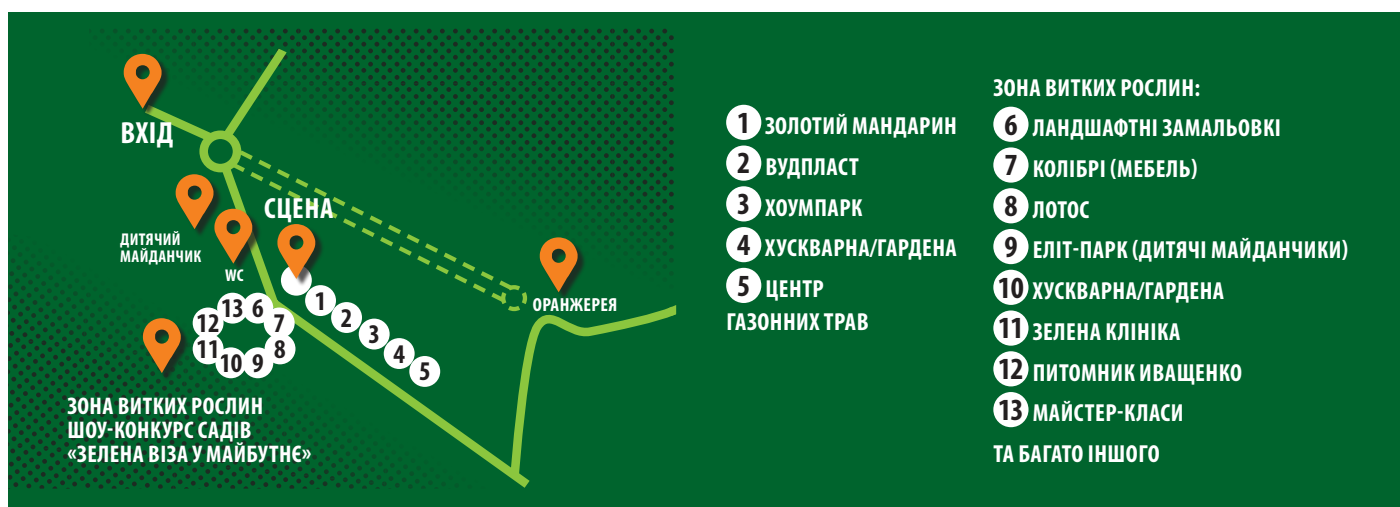 ВХІД
СЦЕНА
ДИТЯЧИЙ
МАЙДАНЧИК
WC
ОРАНЖЕРЕЯ
1
2
3
4
5
13
6
12
7
11
8
10
9
ЗОНА ВИТКИХ РОСЛИН
ШОУ-КОНКУРС САДІВ
«ЗЕЛЕНА ВІЗА У МАЙБУТНЄ»
1 ЗОЛОТИЙ МАНДАРИН
2 ВУДПЛАСТ
3 ХОУМПАРК
4 ХУСКВАРНА/ГАРДЕНА
5 ЦЕНТР
ГАЗОННИХ ТРАВ
ЗОНА ВИТКИХ РОСЛИН:
6 ЛАНДШАФТНІ ЗАМАЛЬОВКІ
7 КОЛІБРІ (МЕБЕЛЬ)
8 ЛОТОС
9 ЕЛІТ-ПАРК (ДИТЯЧІ МАЙДАНЧИКИ)
10 ХУСКВАРНА/ГАРДЕНА
11 ЗЕЛЕНА КЛІНІКА
12 ПИТОМНИК ИВАЩЕНКО
13 МАЙСТЕР-КЛАСИ
ТА БАГАТО ІНШОГО